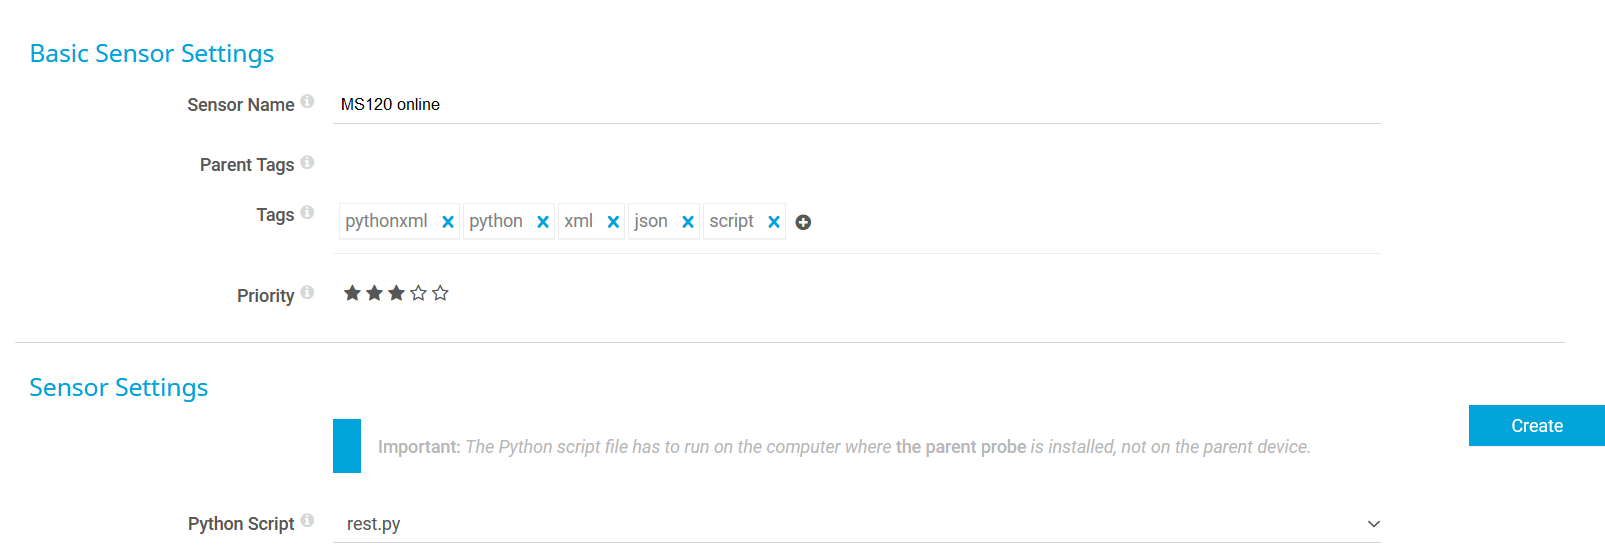 Basic Sensor Settings
Sensor Name
MS120 online
Parent Tags
Tags
pythonxml python xml json script
Priority
Sensor Settings
Important: The Python script file has to run on the computer where the parent probe is installed, not on the parent device.
Create
Python Script
rest.py